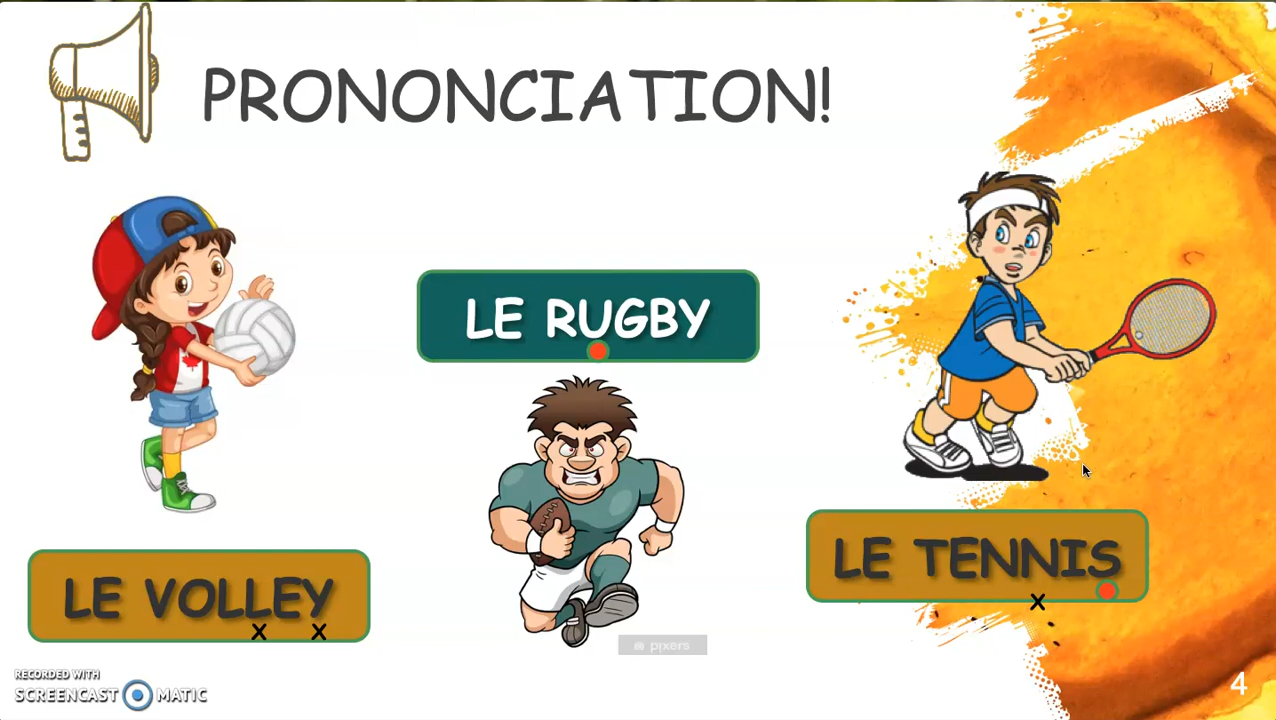 PRONONCIATION!
LE RUGBY
LE TENNIS
x
LE VOLLEY
x x
pixers
RECORDED WITH
SCREENCAST MATIC
4